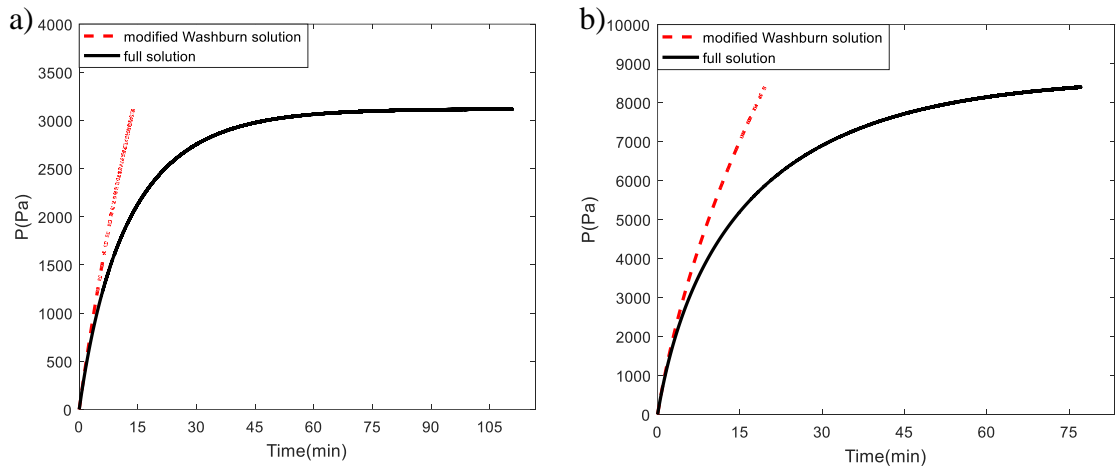 a)
4000
3500
3000
2500
2000
1500
1000
500
0
P(Pa)
modified Washburn solution
full solution
0 15 30 45 60 75 90 105
Time(min)
b)
10000
9000
8000
7000
6000
5000
4000
3000
2000
1000
0
P(Pa)
modified Washburn solution
full solution
0 15 30 45 60 75
Time(min)